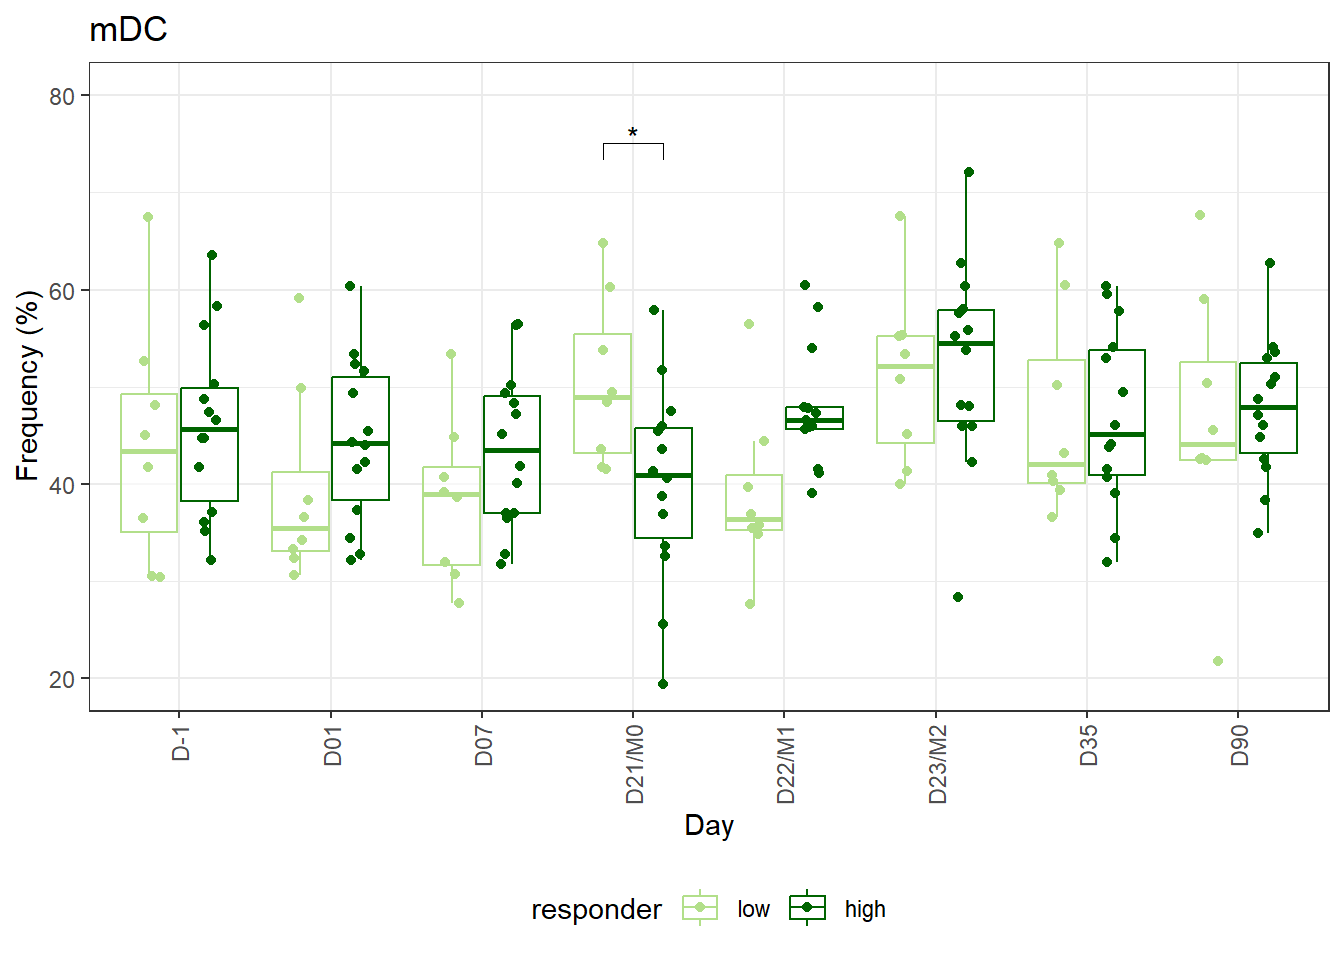 mDC
*
80
60
40
20
Frequency (%)
D-1
D01
D07
D21/M0
D22/M1
D23/M2
D35
D90
Day
responder low high